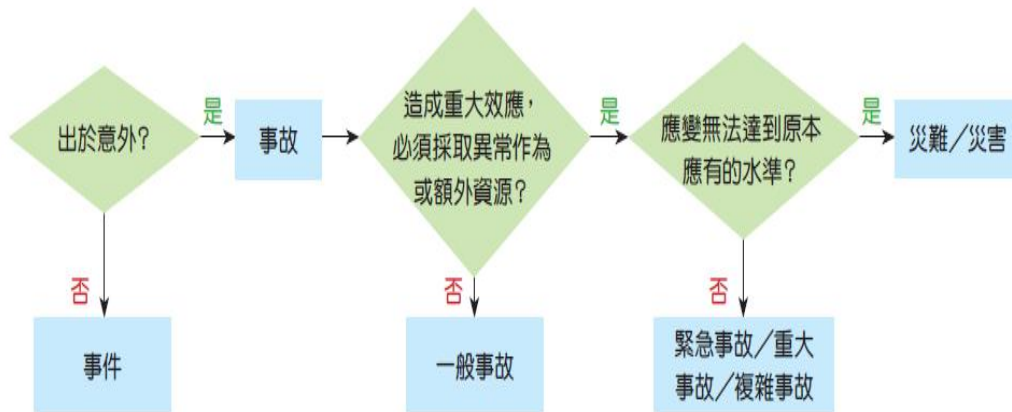 出於意外？
是
事故
造成重大效應，
必須採取異常作為
或額外資源？
是
應變無法達到原本
應有的水準？
是
災難／災害
否
事件
否
一般事故
否
緊急事故／重大
事故／複雜事故